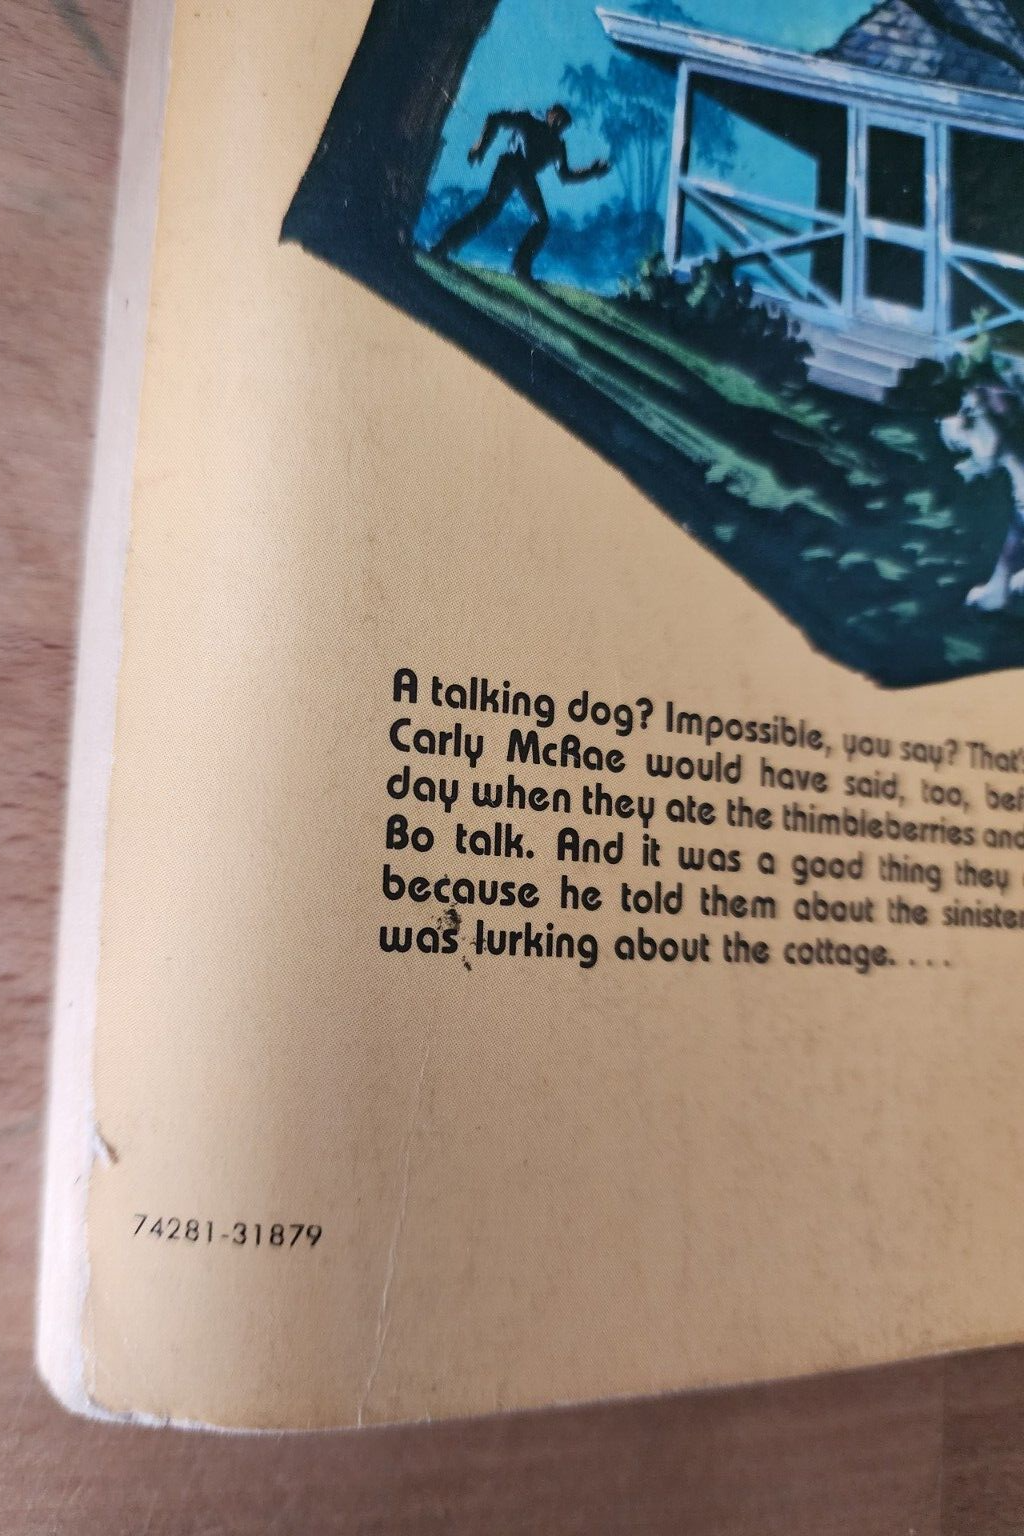 A talking dog? Impossible, you say? That's
Carly McRae would have said, too,
day when they ate the thimbleberries and
Bo talk. And it was a good thing they
because he told them about the sinister
was lurking about the cottage. . . .
74281-31879